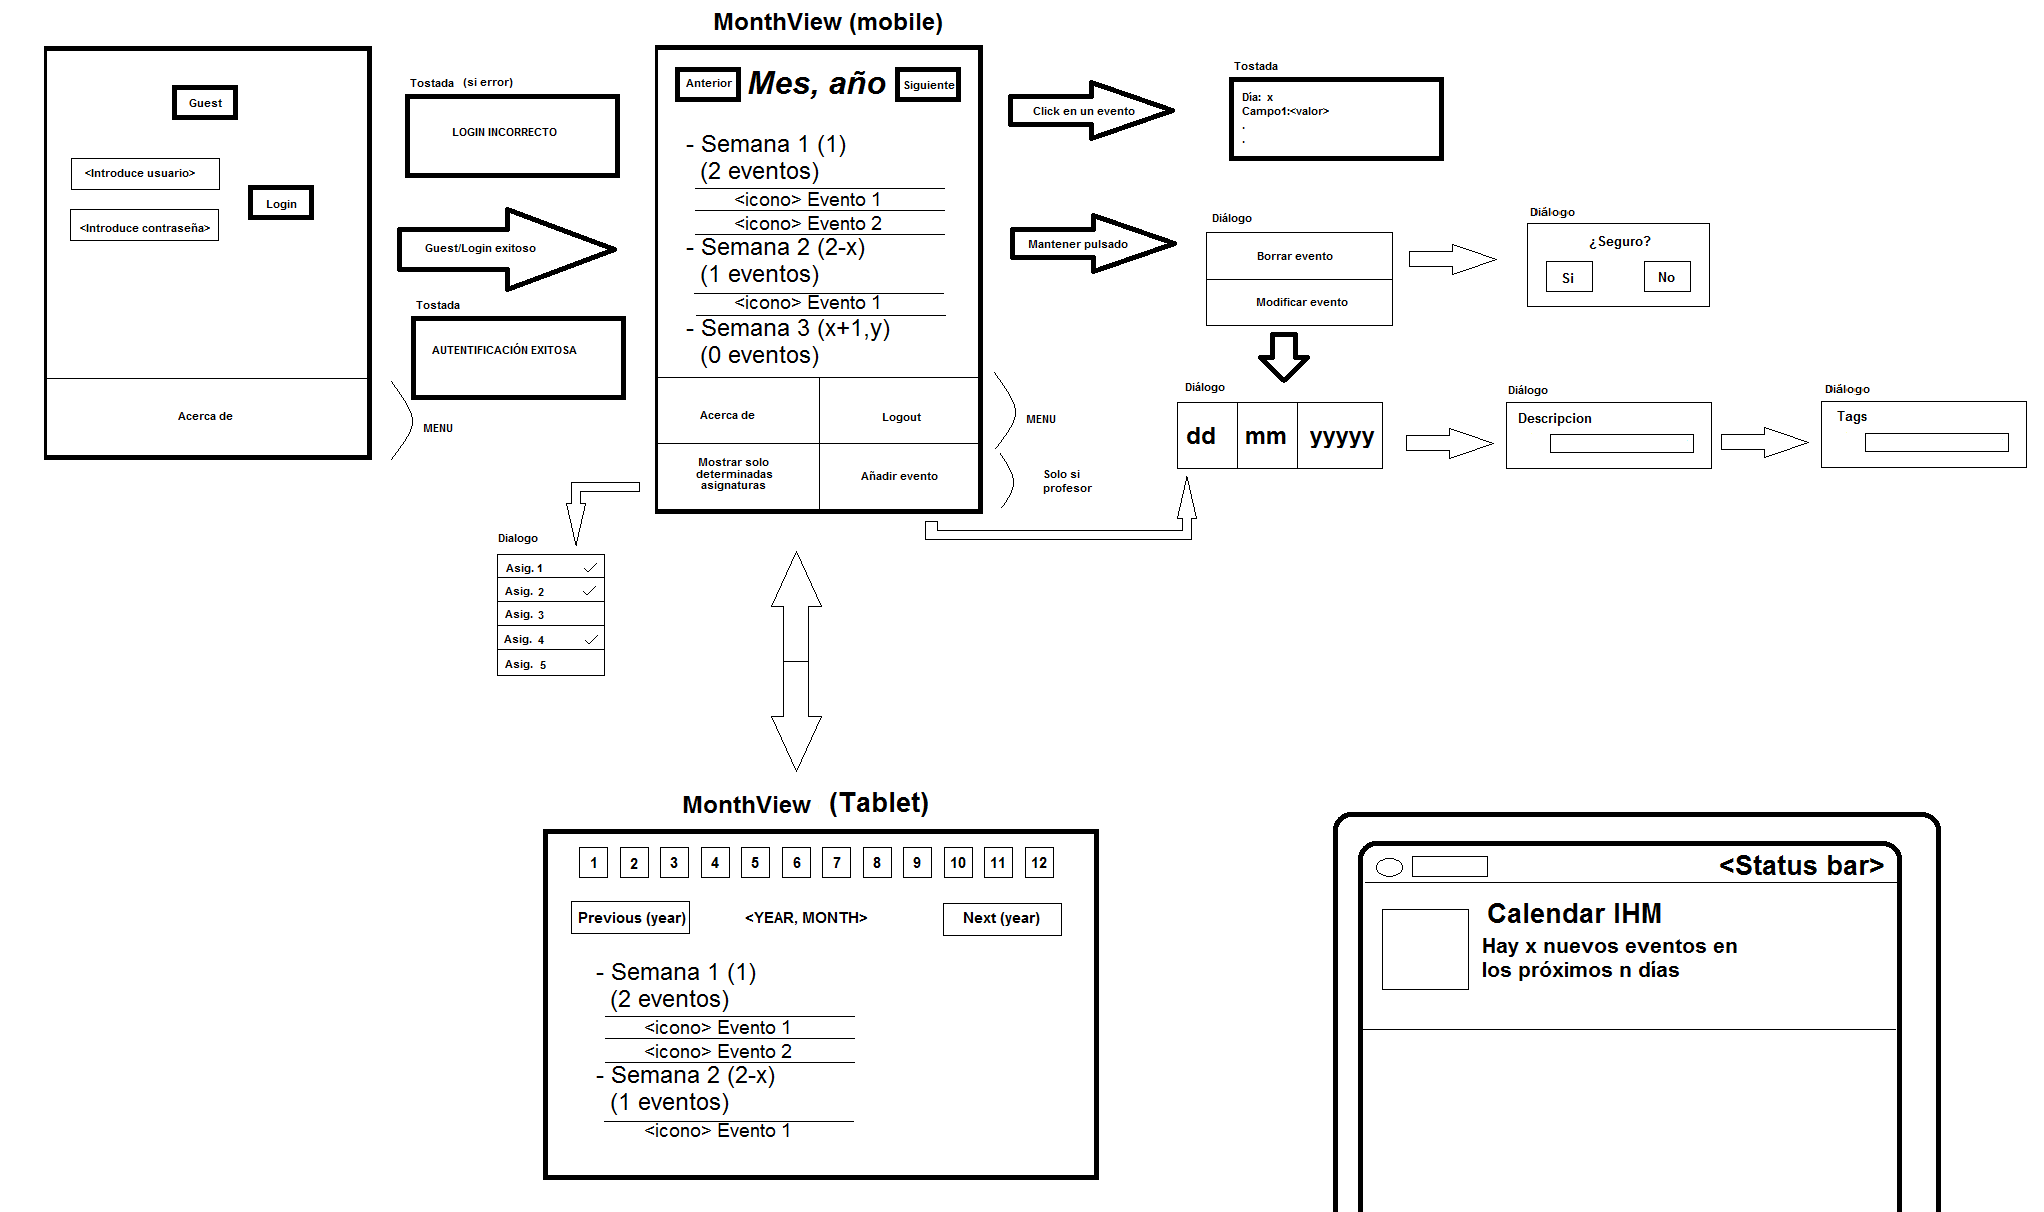 MonthView (mobile)
Guest
<Introduce usuario>
Login
<Introduce contraseña>
Acerca de
MENU
Tostada (si error)
LOGIN INCORRECTO
Guest/Login exitoso
Tostada
AUTENTIFICACIÓN EXITOSA
Anterior
Mes, año
Siguiente
- Semana 1 (1)
(2 eventos)
<icono> Evento 1
<icono> Evento 2
- Semana 2 (2-x)
(1 eventos)
<icono> Evento 1
- Semana 3 (x+1,y)
(0 eventos)
Acerca de
Logout
MENU
Mostrar solo
determinadas
asignaturas
Añadir evento
Solo si
profesor
Click en un evento
Tostada
Día: x
Campo1:<valor>
.
.
Mantener pulsado
Diálogo
Borrar evento
Modificar evento
Diálogo
¿Seguro?
Si
No
Diálogo
dd
mm
yyyyy
Diálogo
Descripcion
Diálogo
Tags
Dialogo
Asig. 1
Asig. 2
Asig. 3
Asig. 4
Asig. 5
MonthView (Tablet)
1 2 3 4 5 6 7 8 9 10 11 12
Previous (year)
<YEAR, MONTH>
Next (year)
- Semana 1 (1)
(2 eventos)
<icono> Evento 1
<icono> Evento 2
- Semana 2 (2-x)
(1 eventos)
<icono> Evento 1
<Status bar>
Calendar IHM
Hay x nuevos eventos en
los próximos n días